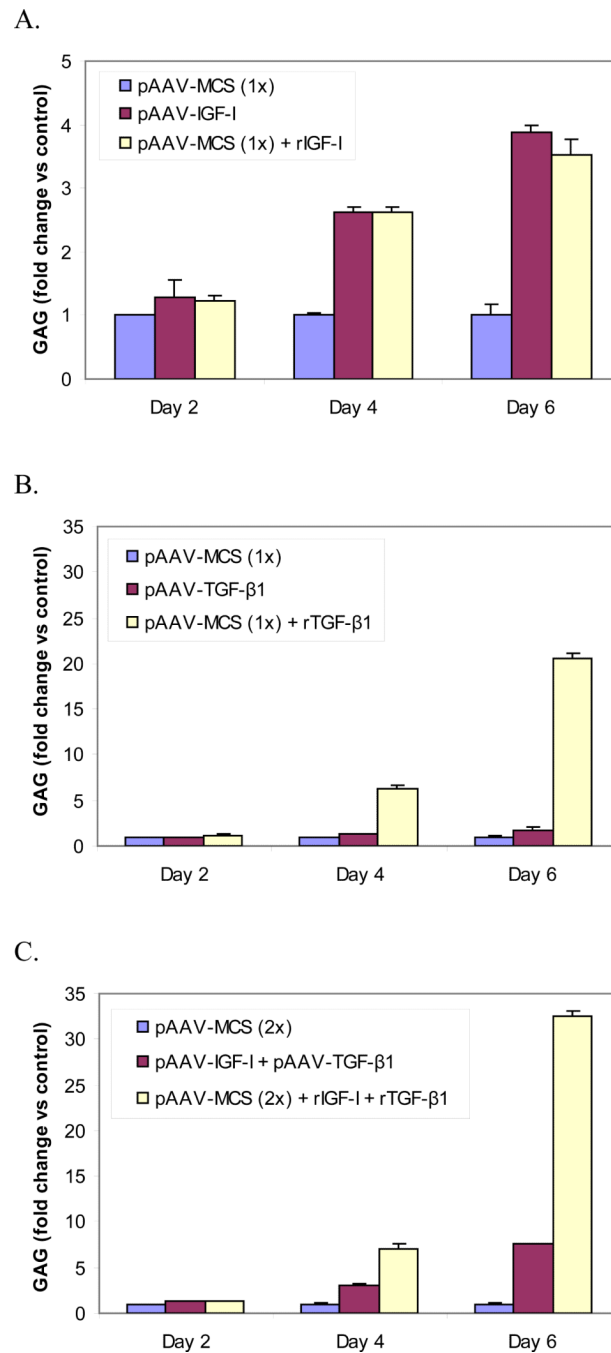 A.
GAG (fold change vs control)
5
4
3
2
1
0
pAAV-MCS (1x)
pAAV-IGF-I
pAAV-MCS (1x) + rIGF-I
Day 2
Day 4
Day 6
B.
GAG (fold change vs control)
35
30
25
20
15
10
5
0
pAAV-MCS (1x)
pAAV-TGF-β1
pAAV-MCS (1x) + rTGF-β1
Day 2
Day 4
Day 6
C.
GAG (fold change vs control)
35
30
25
20
15
10
5
0
pAAV-MCS (2x)
pAAV-IGF-I + pAAV-TGF-β1
pAAV-MCS (2x) + rIGF-I + rTGF-β1
Day 2
Day 4
Day 6